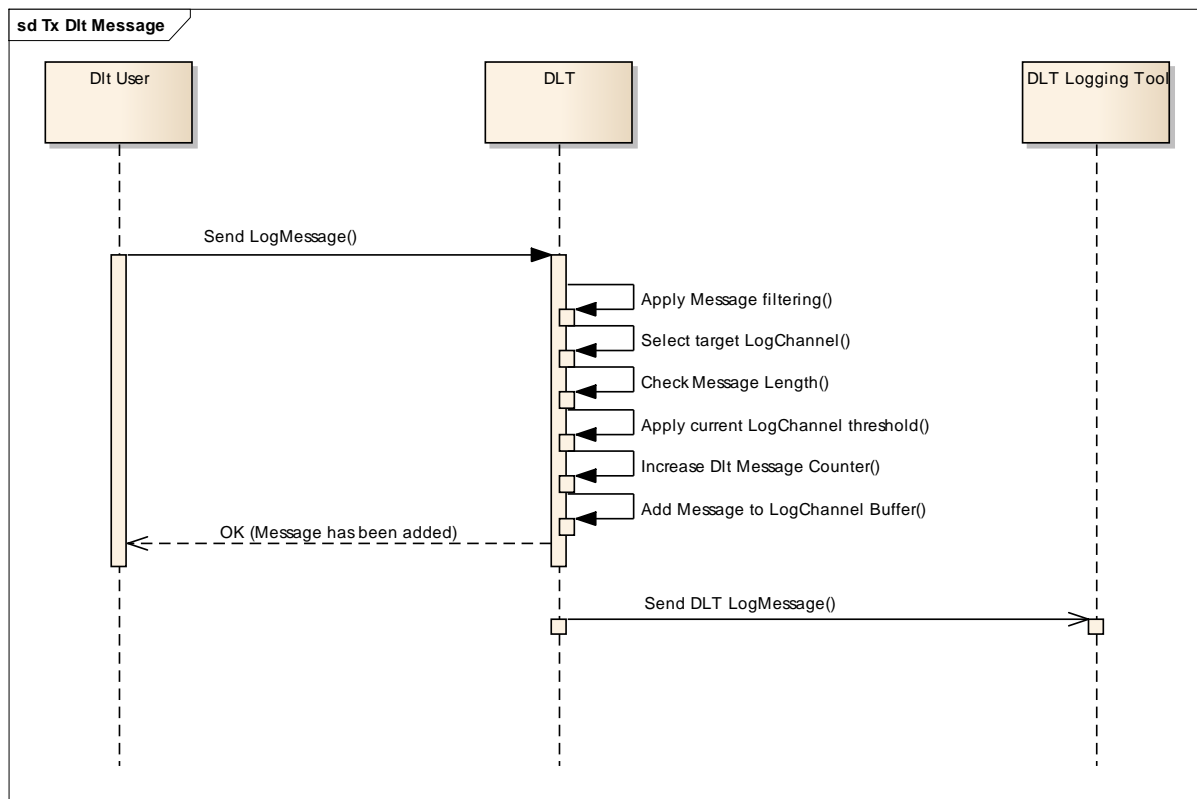 sd Tx Dlt Message
Dlt User
DLT
DLT Logging Tool
Send LogMessage()
Apply Message filtering()
Select target LogChannel()
Check Message Length()
Apply current LogChannel threshold()
Increase Dlt Message Counter()
Add Message to LogChannel Buffer()
OK (Message has been added)
Send DLT LogMessage()